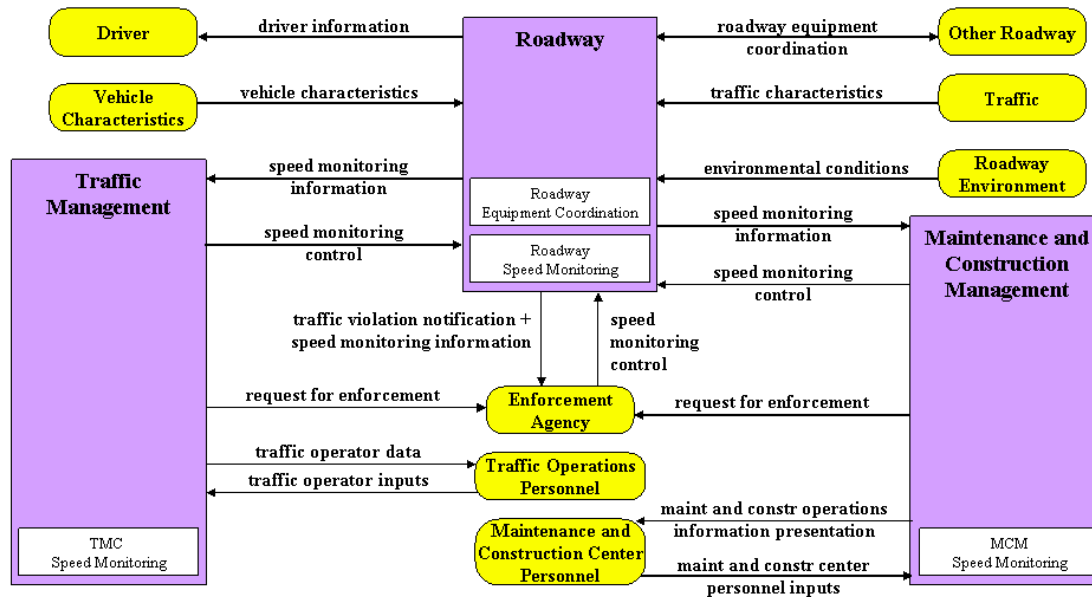 Driver
driver information
Roadway
roadway equipment
coordination
Other Roadway
Vehicle
Characteristics
vehicle characteristics
traffic characteristics
Traffic
Traffic
Management
speed monitoring
information
environmental conditions
Roadway
Environment
Roadway
Equipment Coordination
speed monitoring
control
Roadway
Speed Monitoring
speed monitoring
information
Maintenance and
Construction
Management
speed monitoring
control
traffic violation notification +
speed monitoring information
speed
monitoring
control
request for enforcement
Enforcement
Agency
request for enforcement
traffic operator data
traffic operator inputs
Traffic Operations
Personnel
maint and constr operations
information presentation
Maintenance and
Construction Center
Personnel
maint and constr center
personnel inputs
TMC
Speed Monitoring
MCM
Speed Monitoring